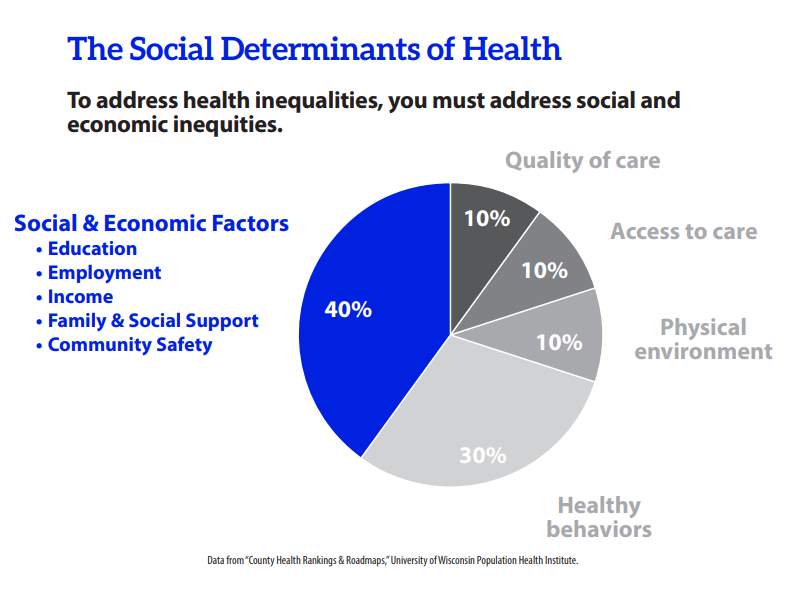 The Social Determinants of Health
To address health inequalities, you must address social and
economic inequities.
Quality of care
Social & Economic Factors
• Education
• Employment
• Income
• Family & Social Support
• Community Safety
10%
Access to care
10%
40%
Physical
environment
10%
30%
Healthy
behaviors
Data from "County Health Rankings & Roadmaps," University of Wisconsin Population Health Institute.